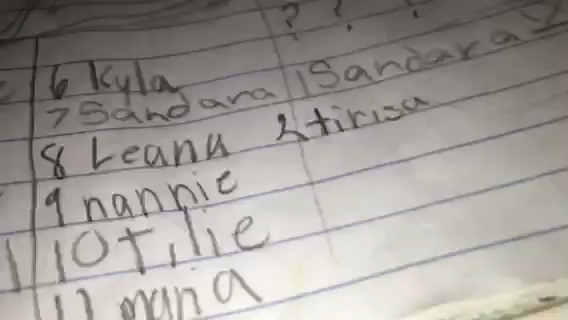 ? ? ?
6 Kyla
7 Sandara 1 Sandara
8 Leanu 2 tirisa
9 nannie
10 tilie
11 mana